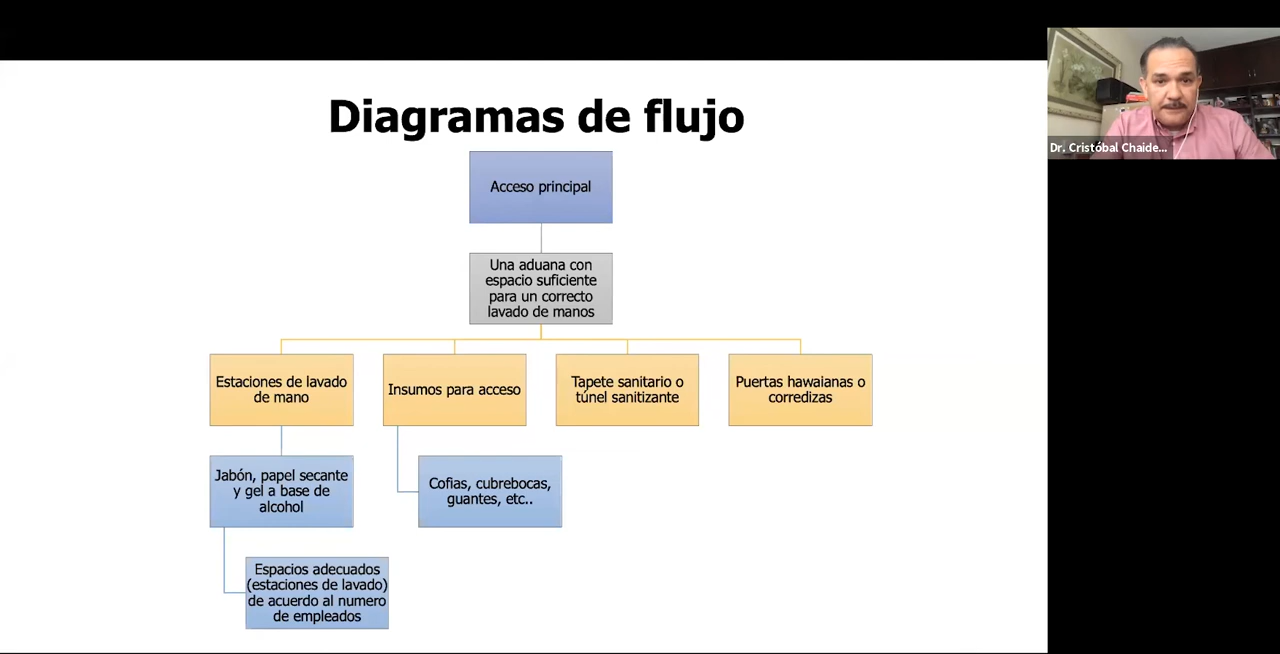 Diagramas de flujo
Dr. Cristóbal Chaide...
Acceso principal
Una aduana con
espacio suficiente
para un correcto
lavado de manos
Estaciones de lavado
de mano
Insumos para acceso
Tapete sanitario o
túnel sanitizante
Puertas hawaianas o
corredizas
Jabón, papel secante
y gel a base de
alcohol
Cofias, cubrebocas,
guantes, etc..
Espacios adecuados
(estaciones de lavado)
de acuerdo al numero
de empleados